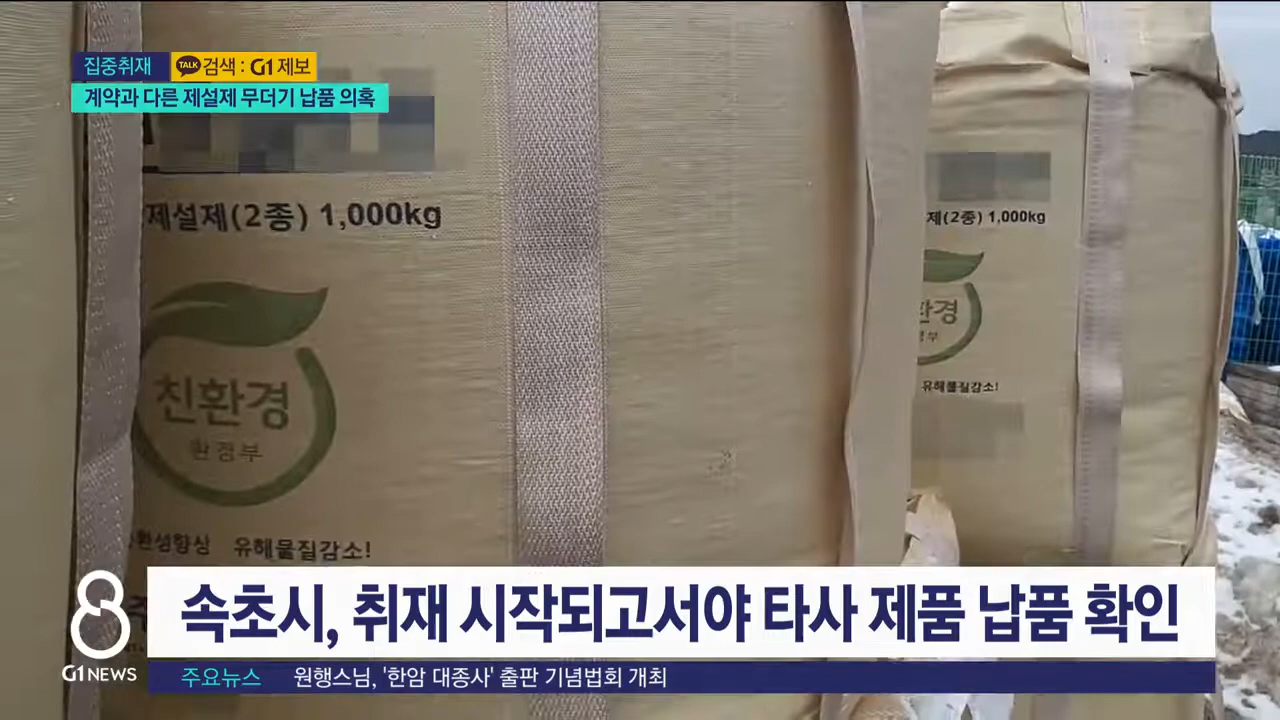 집중취재
TALK 검색 : G1 제보
계약과 다른 제설제 무더기 납품 의혹
제설제(2종) 1,000kg
친환경
환경부
환성향상 유해물질감소!
제(2종) 1,000kg
환경
경부
유해물질감소!
8
G1 NEWS
속초시, 취재 시작되고서야 타사 제품 납품 확인
주요뉴스 원행스님, '한암 대종사' 출판 기념법회 개최